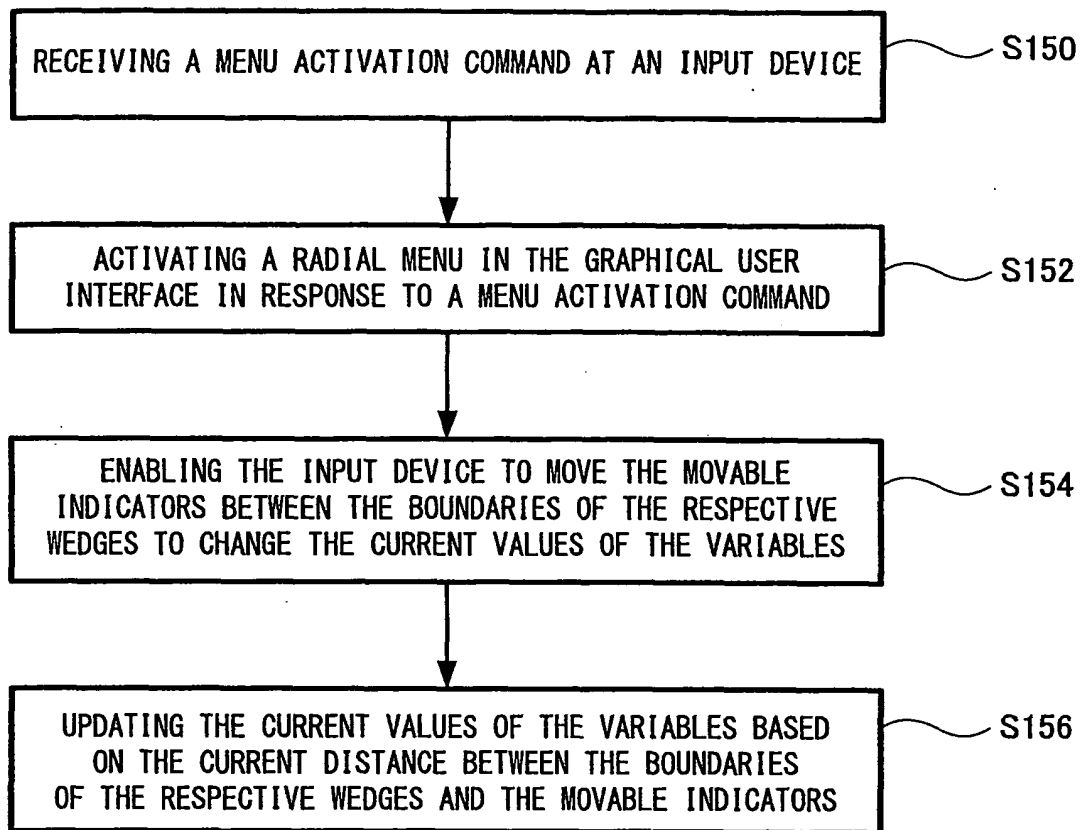 RECEIVING A MENU ACTIVATION COMMAND AT AN INPUT DEVICE
S150
ACTIVATING A RADIAL MENU IN THE GRAPHICAL USER
INTERFACE IN RESPONSE TO A MENU ACTIVATION COMMAND
S152
ENABLING THE INPUT DEVICE TO MOVE THE MOVABLE
INDICATORS BETWEEN THE BOUNDARIES OF THE RESPECTIVE
WEDGES TO CHANGE THE CURRENT VALUES OF THE VARIABLES
S154
UPDATING THE CURRENT VALUES OF THE VARIABLES BASED
ON THE CURRENT DISTANCE BETWEEN THE BOUNDARIES
OF THE RESPECTIVE WEDGES AND THE MOVABLE INDICATORS
S156